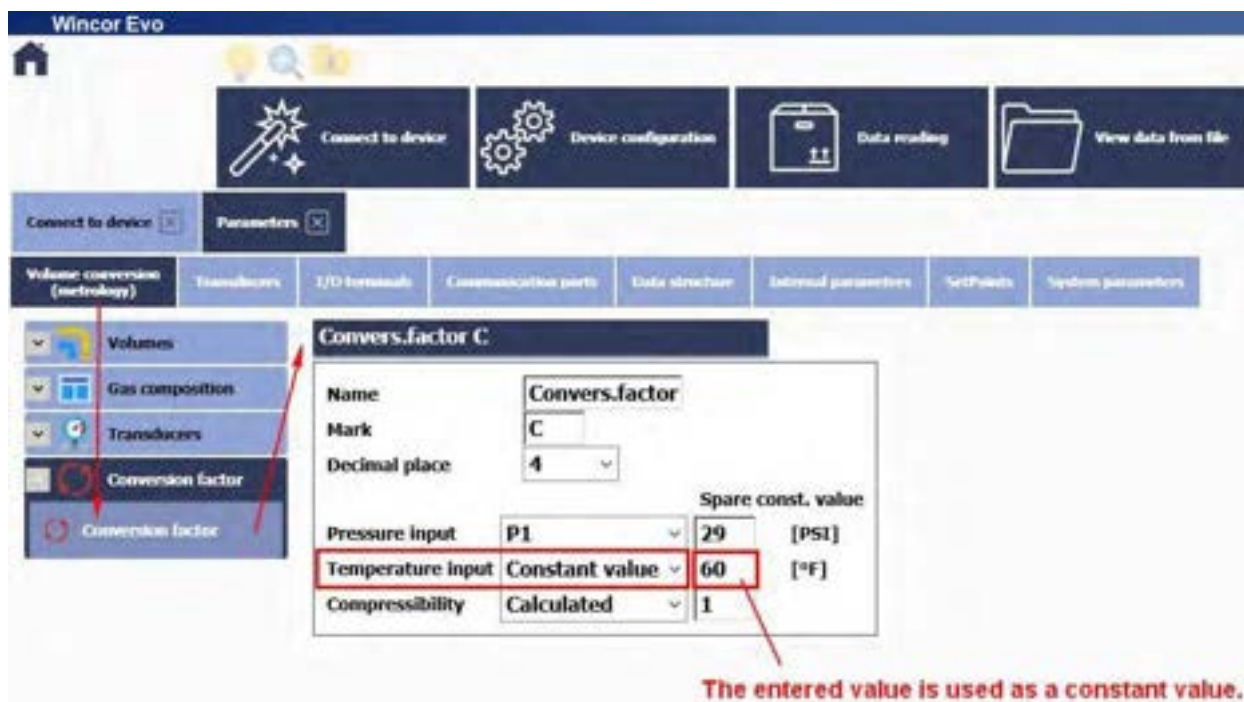 Wincor Evo
Connect to device
Device configuration
Data reading
View data from file
Connect to device
Parameters
Volume conversion
(metrology)
Transducers
I/O terminals
Communication ports
Data structure
Internal parameters
SetPoints
System parameters
Volumes
Gas composition
Transducers
Conversion factor
Conversion factor
Convers.factor C
Name Convers.factor
Mark C
Decimal place 4
Spare const. value
Pressure input P1 29 [PSI]
Temperature input Constant value 60 [°F]
Compressibility Calculated 1
The entered value is used as a constant value.